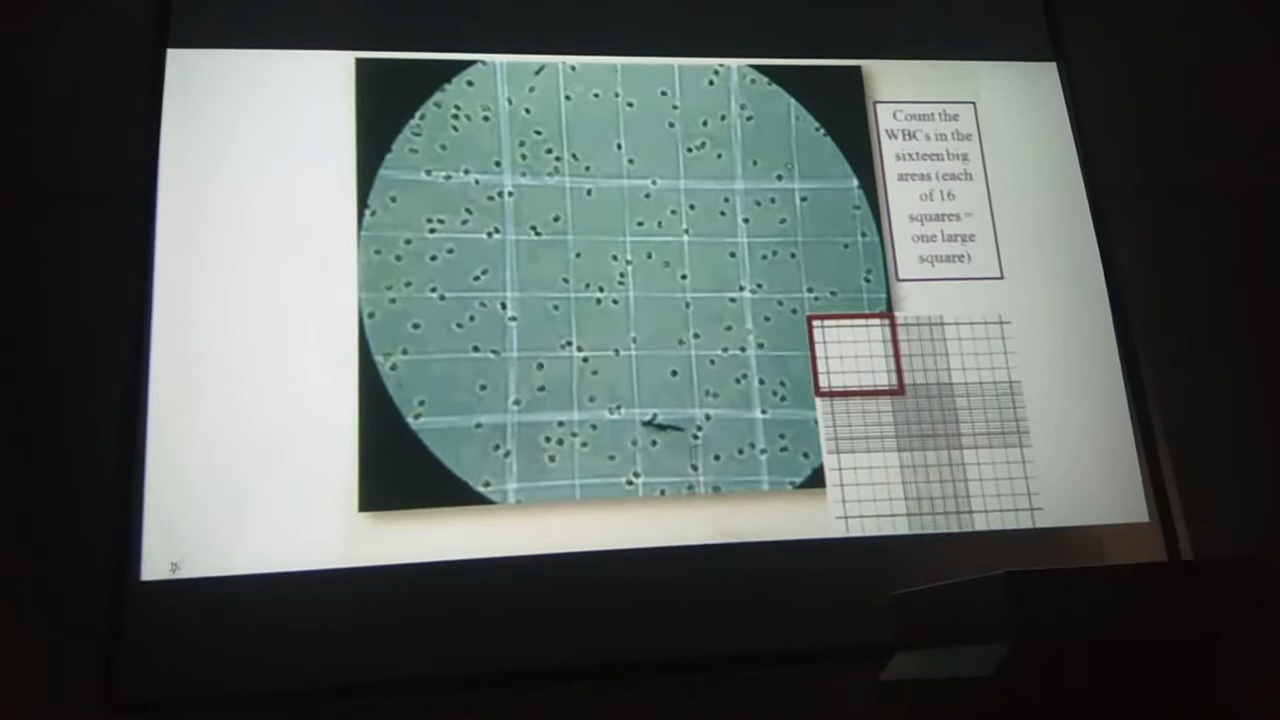 Count the
WBCs in the
sixteen big
areas (each
of 16
squares =
one large
square)